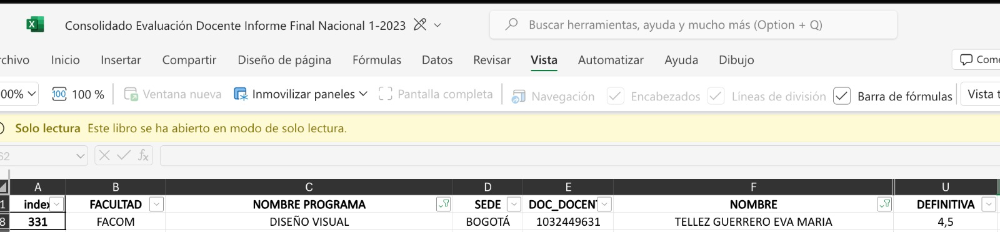 Consolidado Evaluación Docente Informe Final Nacional 1-2023
Buscar herramientas, ayuda y mucho más (Option + Q)
rchivo Inicio Insertar Compartir Diseño de página Fórmulas Datos Revisar Vista Automatizar Ayuda Dibujo Come
00% 100 100 % Ventana nueva Inmovilizar paneles Pantalla completa Navegación Encabezados Líneas de división Barra de fórmulas Vista t
Solo lectura Este libro se ha abierto en modo de solo lectura.
62 fx
A B C D E F U
1 index FACULTAD NOMBRE PROGRAMA SEDE DOC_DOCENT NOMBRE DEFINITIVA
8 331 FACOM DISEÑO VISUAL BOGOTÁ 1032449631 TELLEZ GUERRERO EVA MARIA 4,5